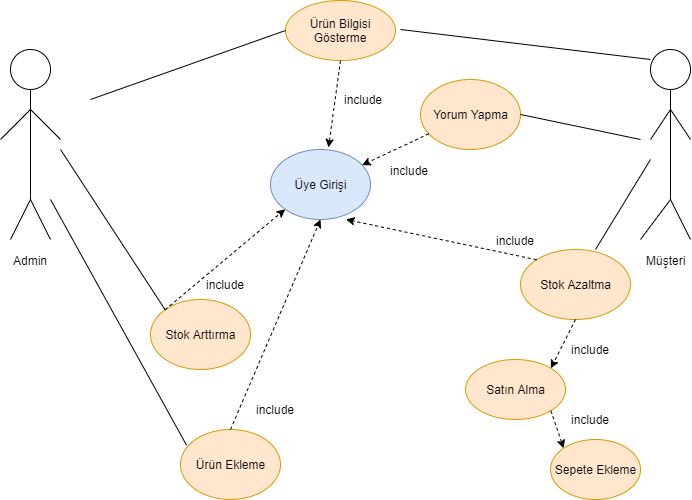 Ürün Bilgisi
Gösterme
include
Yorum Yapma
include
Üye Girişi
Admin
Müşteri
include
include
Stok Azaltma
Stok Arttırma
include
Satın Alma
include
include
Ürün Ekleme
Sepete Ekleme